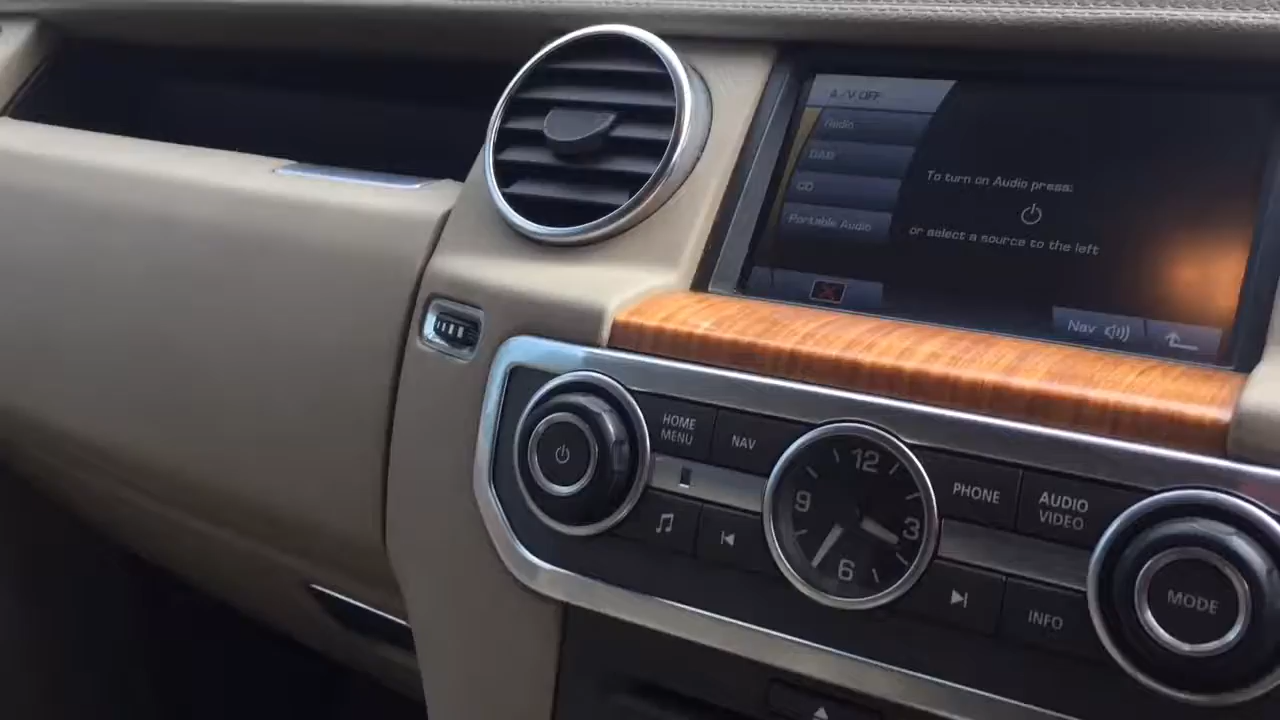 A/V OFF
Audio
DAB
CD
Portable Audio
To turn on Audio press:
or select a source to the left
Nav
HOME
MENU
NAV
12
9
3
6
PHONE
AUDIO
VIDEO
INFO
MODE